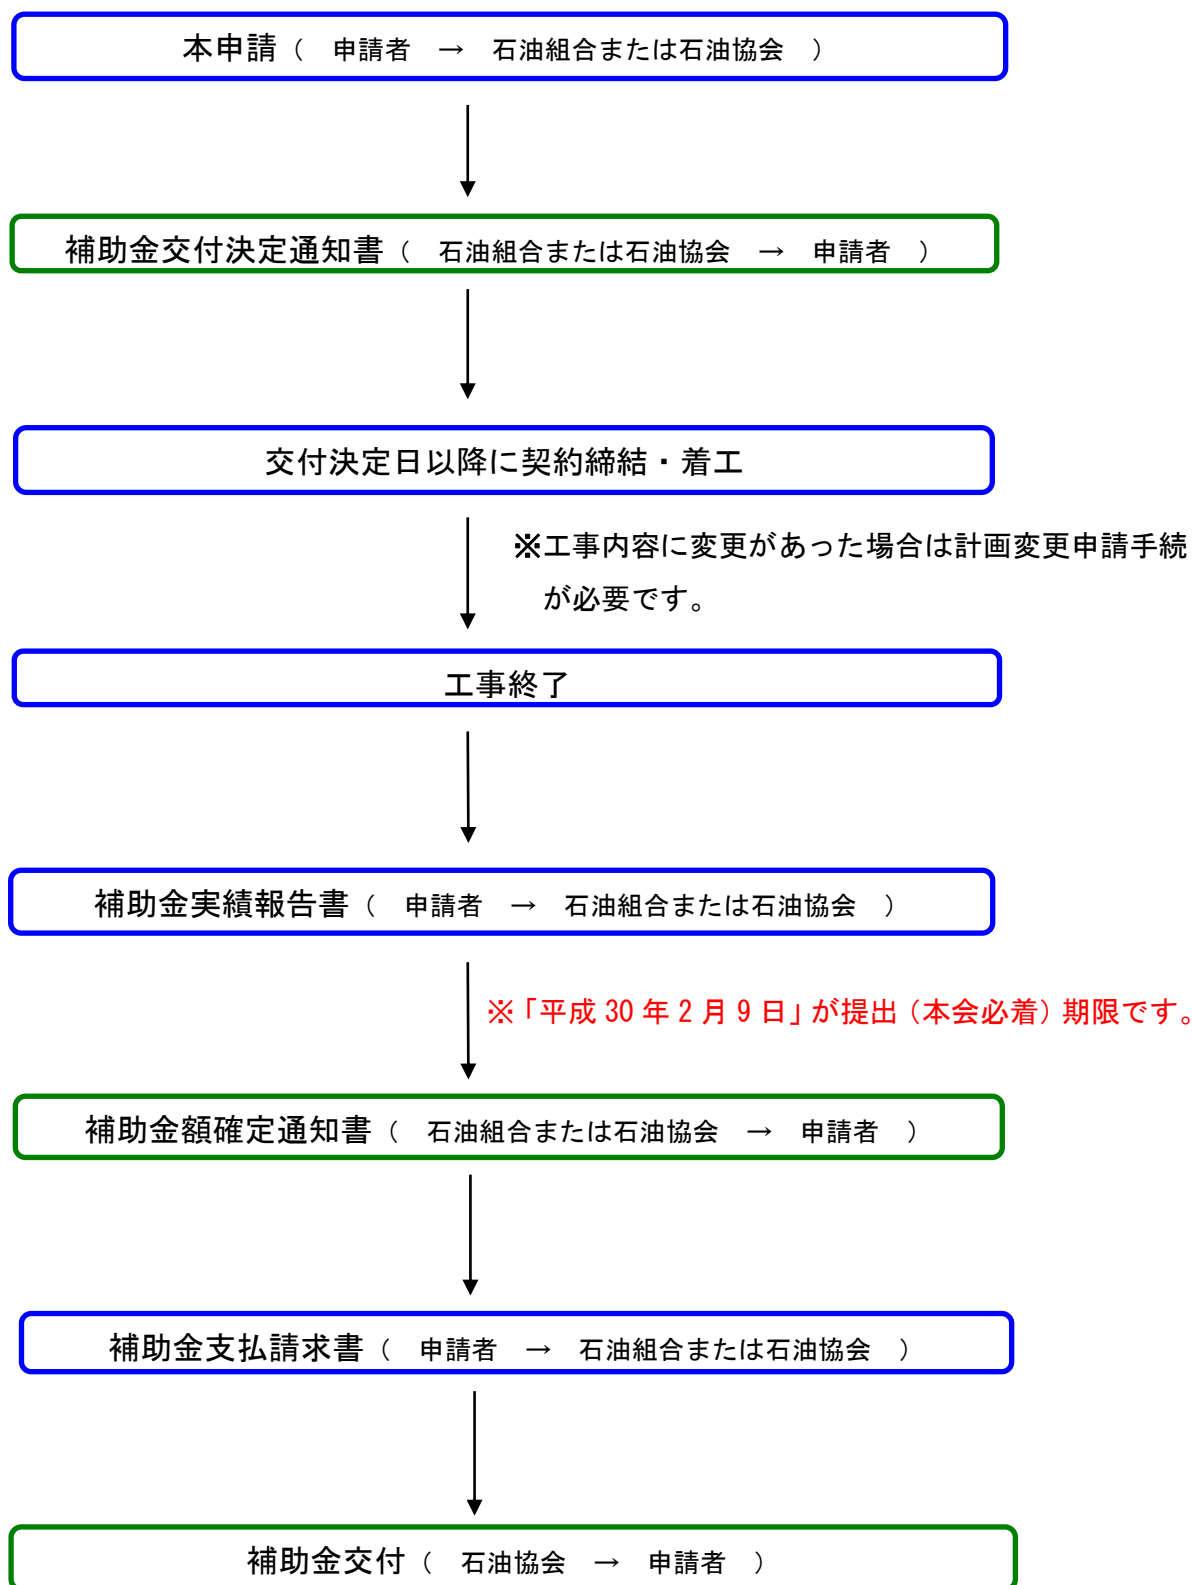 本申請（　申請者　→　石油組合または石油協会　）
補助金交付決定通知書（　石油組合または石油協会　→　申請者　）
交付決定日以降に契約締結・着工
※工事内容に変更があった場合は計画変更申請手続
が必要です。
工事終了
補助金実績報告書（　申請者　→　石油組合または石油協会　）
※「平成 30 年 2 月 9 日」が提出（本会必着）期限です。
補助金額確定通知書（　石油組合または石油協会　→　申請者　）
補助金支払請求書（　申請者　→　石油組合または石油協会　）
補助金交付（　石油協会　→　申請者　）